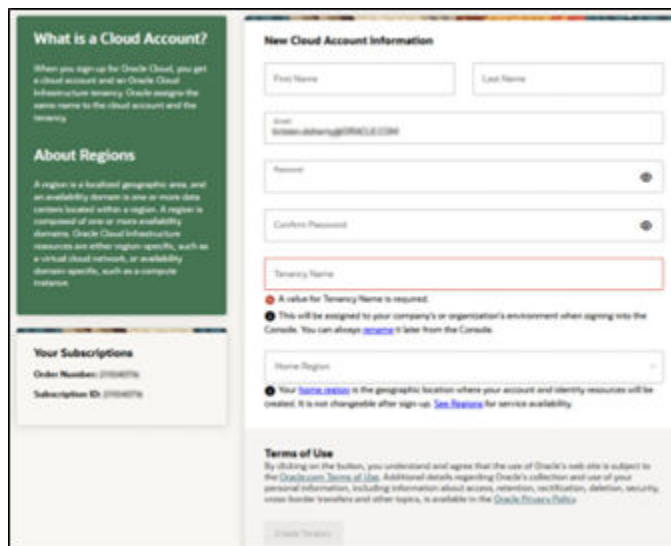 What is a Cloud Account?
When you sign up for Oracle Cloud, you get
a cloud account and an Oracle Cloud
Infrastructure tenancy. Oracle assigns the
same name to the cloud account and the
tenancy.
About Regions
A region is a localized geographic area, and
an availability domain is one or more data
centers located within a region. A region is
composed of one or more availability
domains. Oracle Cloud Infrastructure
resources are either region-specific, such as
a virtual cloud network, or availability
domain-specific, such as a compute
instance.
Your Subscriptions
Order Number:
Subscription ID:
New Cloud Account Information
First Name
Last Name
Email
@ORACLE.COM
Password
Confirm Password
Tenancy Name
A value for Tenancy Name is required.
This will be assigned to your company's or organization's environment when signing into the
Console. You can always rename it later from the Console.
Home Region
Your home region is the geographic location where your account and identity resources will be
created. It is not changeable after sign-up. See Regions for service availability.
Terms of Use
By clicking on the button, you understand and agree that the use of Oracle's web site is subject to
the Oracle.com Terms of Use. Additional details regarding Oracle's collection and use of your
personal information, including information about access, retention, rectification, deletion, security,
cross-border transfers and other topics, is available in the Oracle Privacy Policy.
Create Tenancy